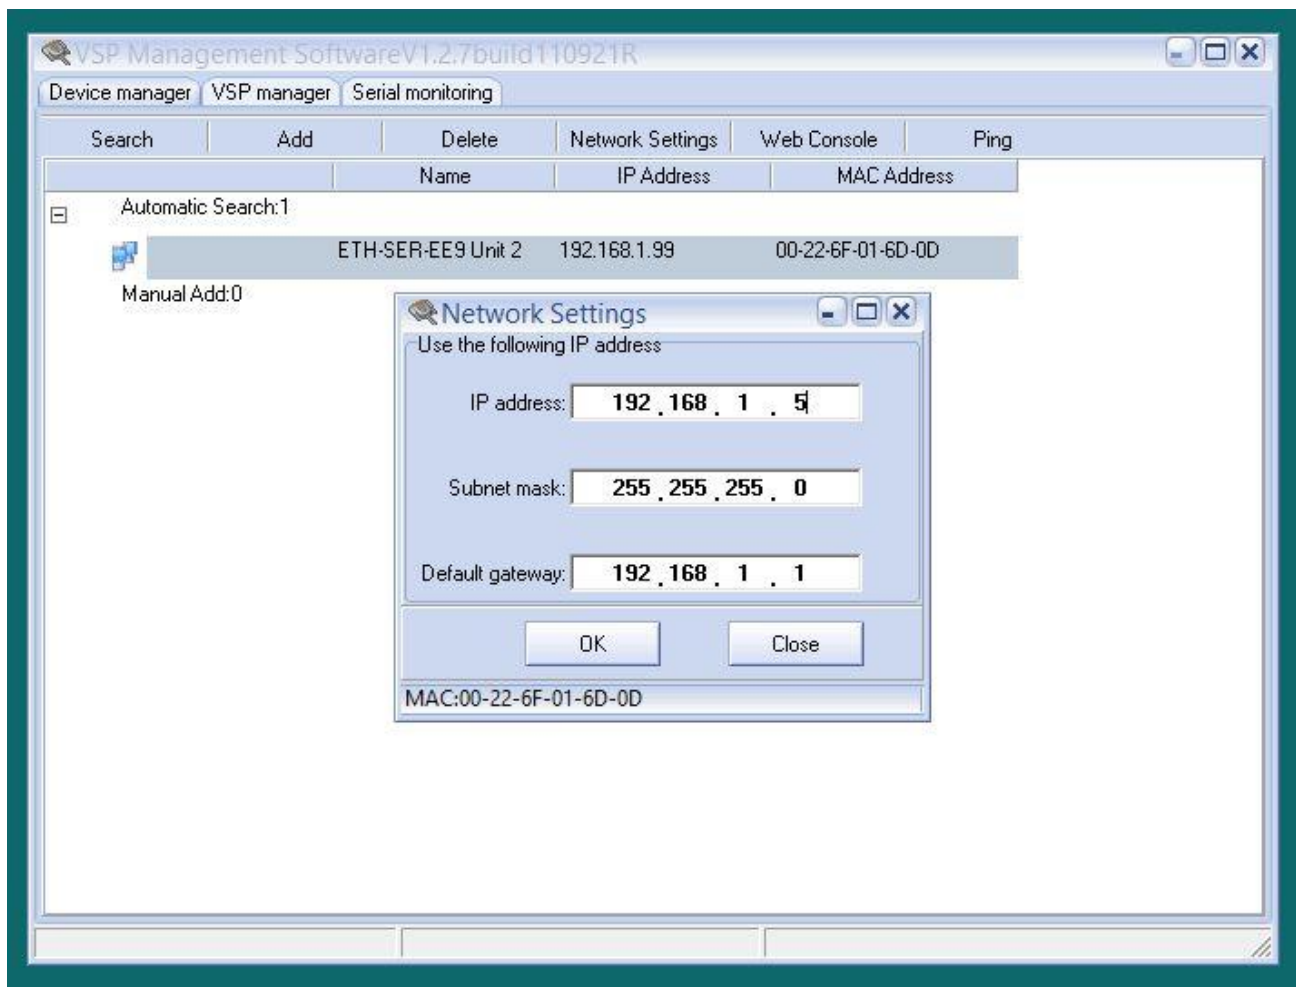 VSP Management SoftwareV1.2.7build110921R
Device manager VSP manager Serial monitoring
Search Add Delete Network Settings Web Console Ping
Name IP Address MAC Address
Automatic Search:1
ETH-SER-EE9 Unit 2 192.168.1.99 00-22-6F-01-6D-0D
Manual Add:0
Network Settings
Use the following IP address
IP address: 192 . 168 . 1 . 5
Subnet mask: 255 . 255 . 255 . 0
Default gateway: 192 . 168 . 1 . 1
OK Close
MAC:00-22-6F-01-6D-0D